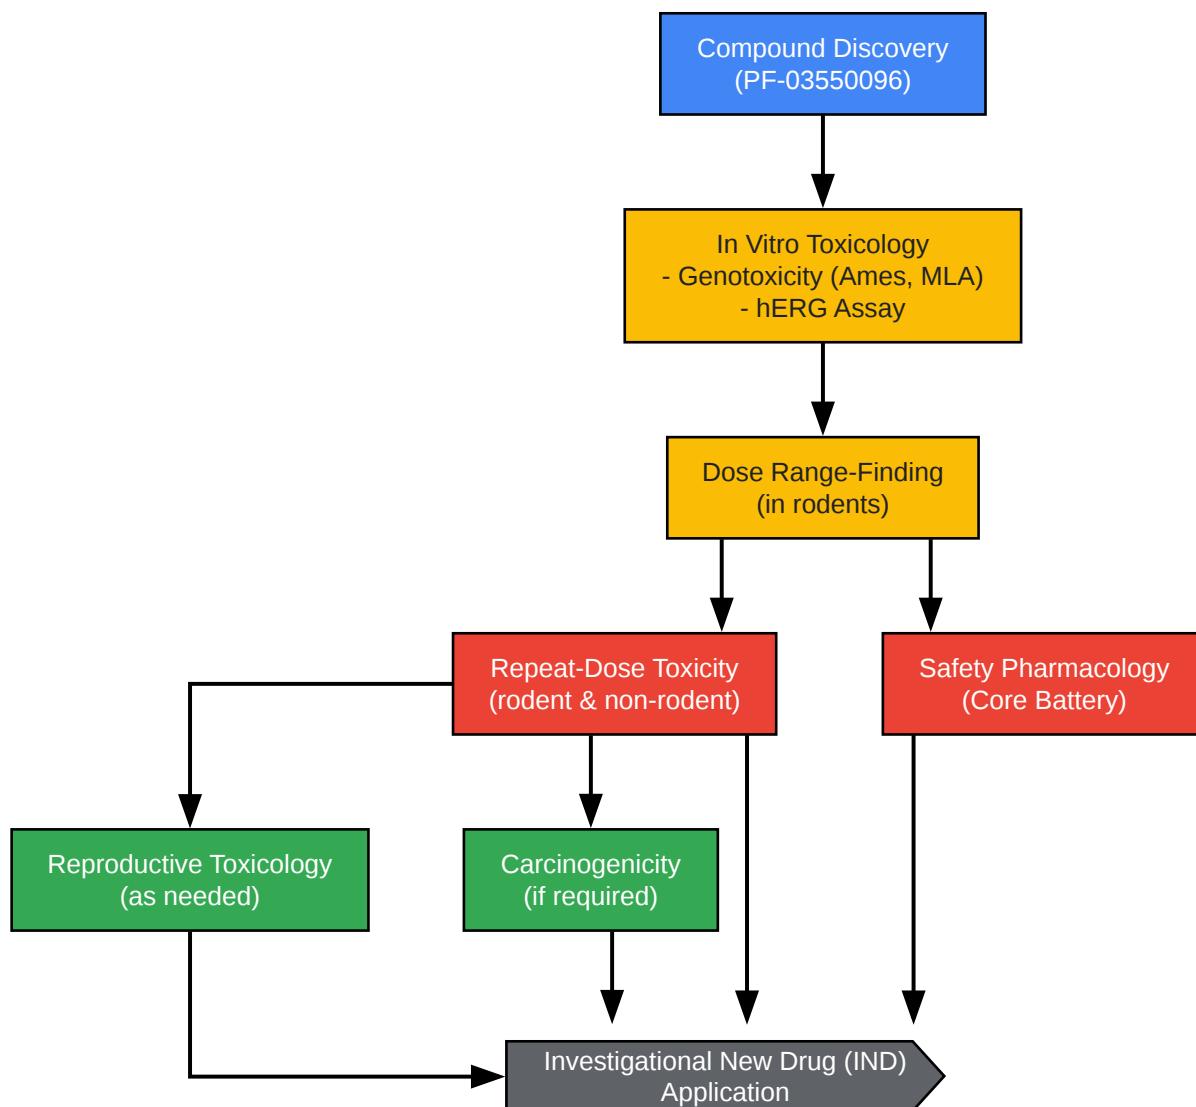 Compound Discovery
(PF-03550096)
In Vitro Toxicology
- Genotoxicity (Ames, MLA)
- hERG Assay
Dose Range-Finding
(in rodents)
Repeat-Dose Toxicity
(rodent & non-rodent)
Safety Pharmacology
(Core Battery)
Reproductive Toxicology
(as needed)
Carcinogenicity
(if required)
Investigational New Drug (IND)
Application